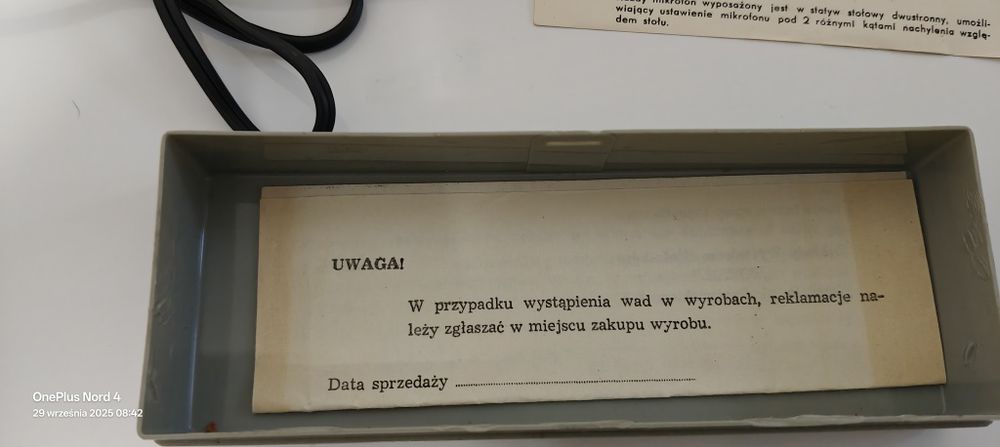 mikrofon wyposażony jest w statyw stołowy dwustronny, umożli-
wiający ustawienie mikrofonu pod 2 różnymi kątami nachylenia wzglę-
dem stołu.
UWAGA!
W przypadku wystąpienia wad w wyrobach, reklamacje na-
leży zgłaszać w miejscu zakupu wyrobu.
Data sprzedaży
OnePlus Nord 4
29 września 2025 08:42